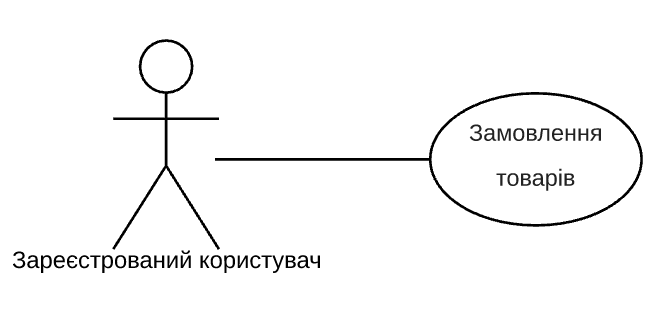 Замовлення
товарів
Зареєстрований користувач